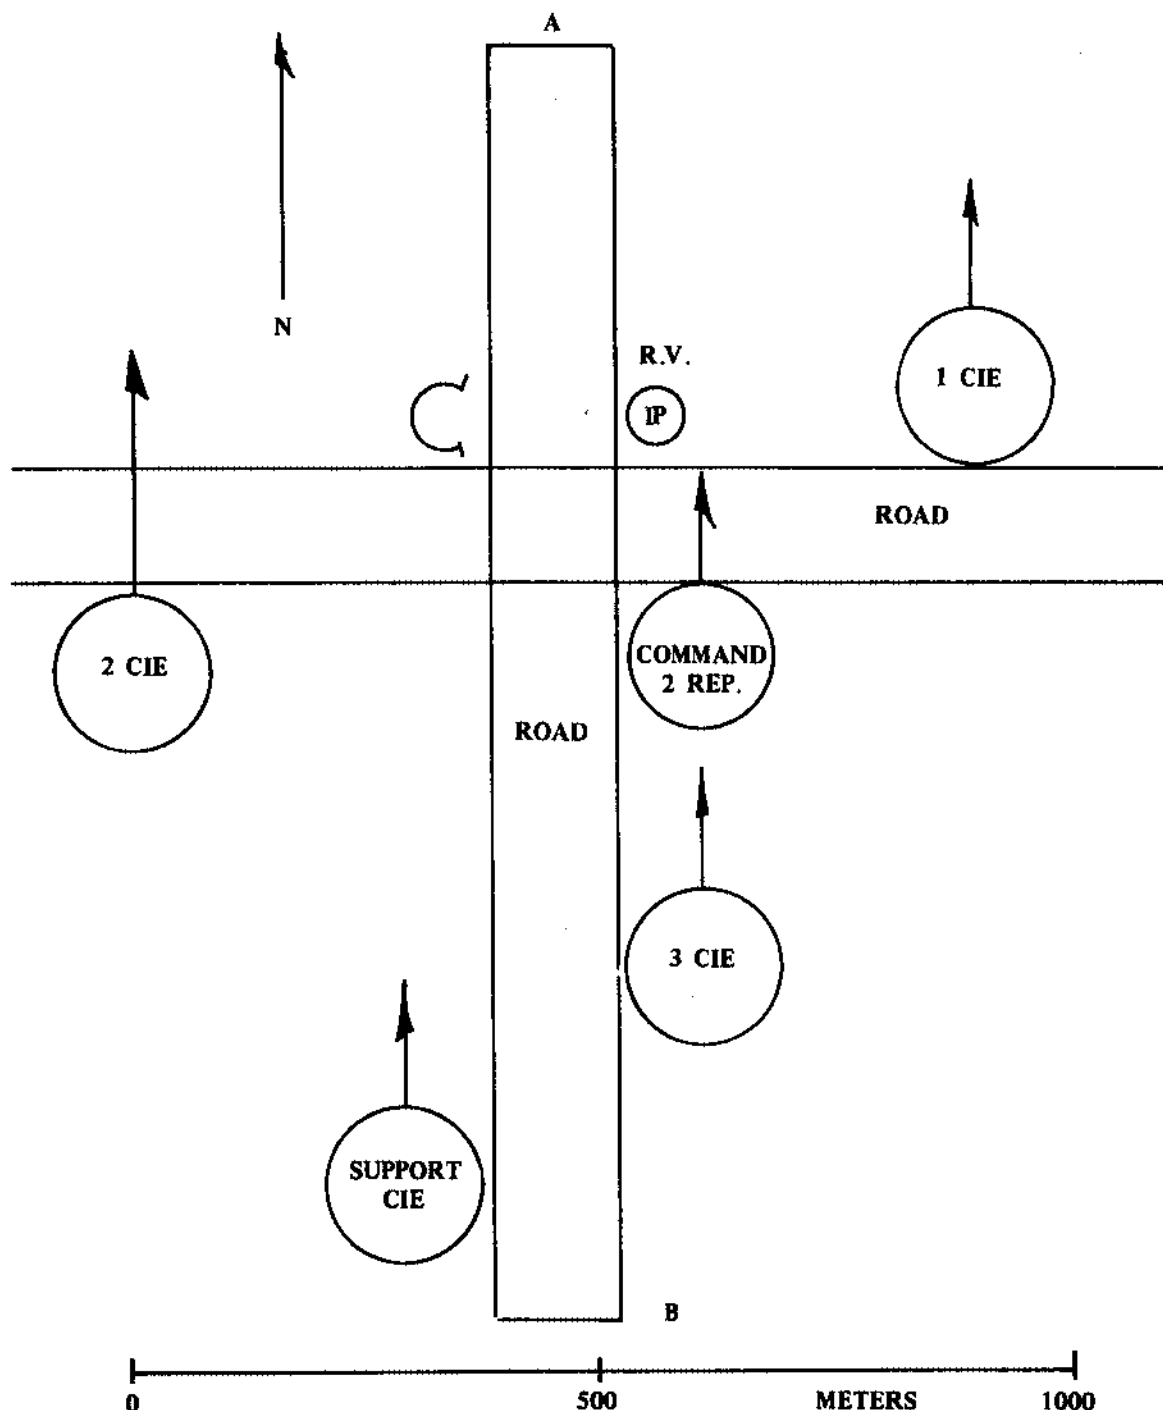 A
N
R.V.
IP
1 CIE
ROAD
2 CIE
COMMAND
2 REP.
ROAD
3 CIE
SUPPORT
CIE
B
0
500
METERS
1000